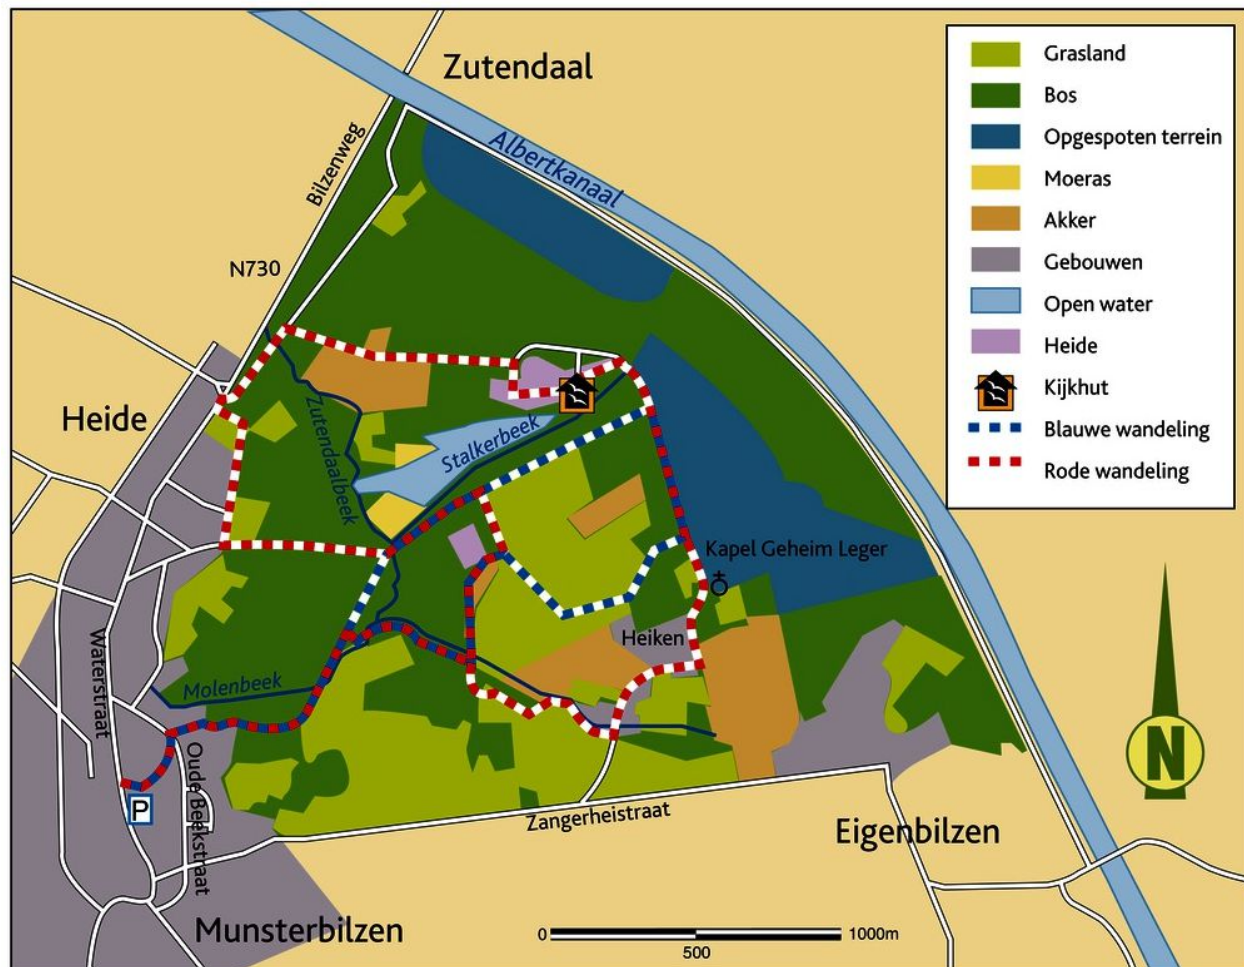 Zutendaal
Albertkanaal
Bilzenweg
N730
Heide
Zutendaalbeek
Stalkerbeek
Kapel Geheim Leger
Heiken
Waterstraat
Molenbeek
Oude Beekstraat
P
Zangerheistraat
Eigenbilzen
Munsterbilzen
0
500
1000m
N
Grasland
Bos
Opgespoten terrein
Moeras
Akker
Gebouwen
Open water
Heide
Kijkhut
Blauwe wandeling
Rode wandeling